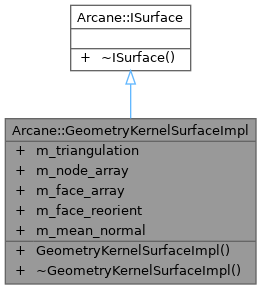 Arcane::ISurface
+ ~ISurface()
Arcane::GeometryKernelSurfaceImpl
+ m_triangulation
+ m_node_array
+ m_face_array
+ m_face_reorient
+ m_mean_normal
+ GeometryKernelSurfaceImpl()
+ ~GeometryKernelSurfaceImpl()